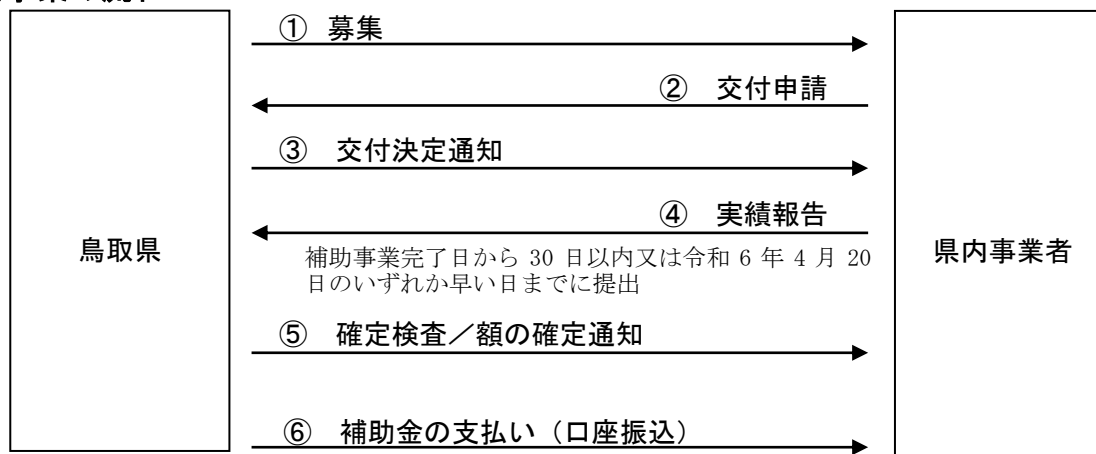 ① 募集
② 交付申請
③ 交付決定通知
④ 実績報告
鳥取県
県内事業者
補助事業完了日から 30 日以内又は令和 6 年 4 月 20
日のいずれか早い日までに提出
⑤ 確定検査／額の確定通知
⑥ 補助金の支払い（口座振込）